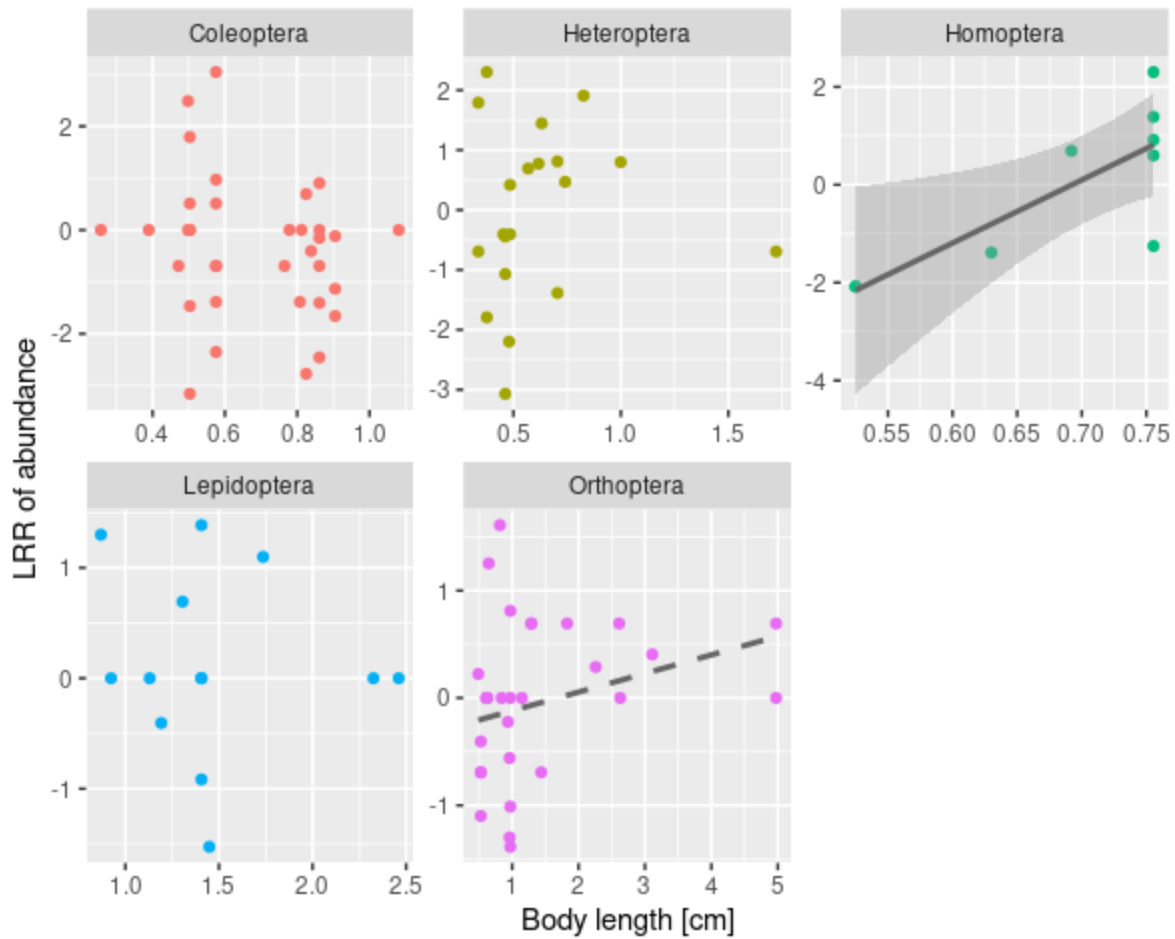 Coleoptera
Heteroptera
Homoptera
2
0
-2
0.4 0.6 0.8 1.0
2
1
0
-1
-2
-3
0.5 1.0 1.5
2
0
-2
-4
0.55 0.60 0.65 0.70 0.75
LRR of abundance
Lepidoptera
Orthoptera
1
0
-1
1.0 1.5 2.0 2.5
1
0
-1
1 2 3 4 5
Body length [cm]